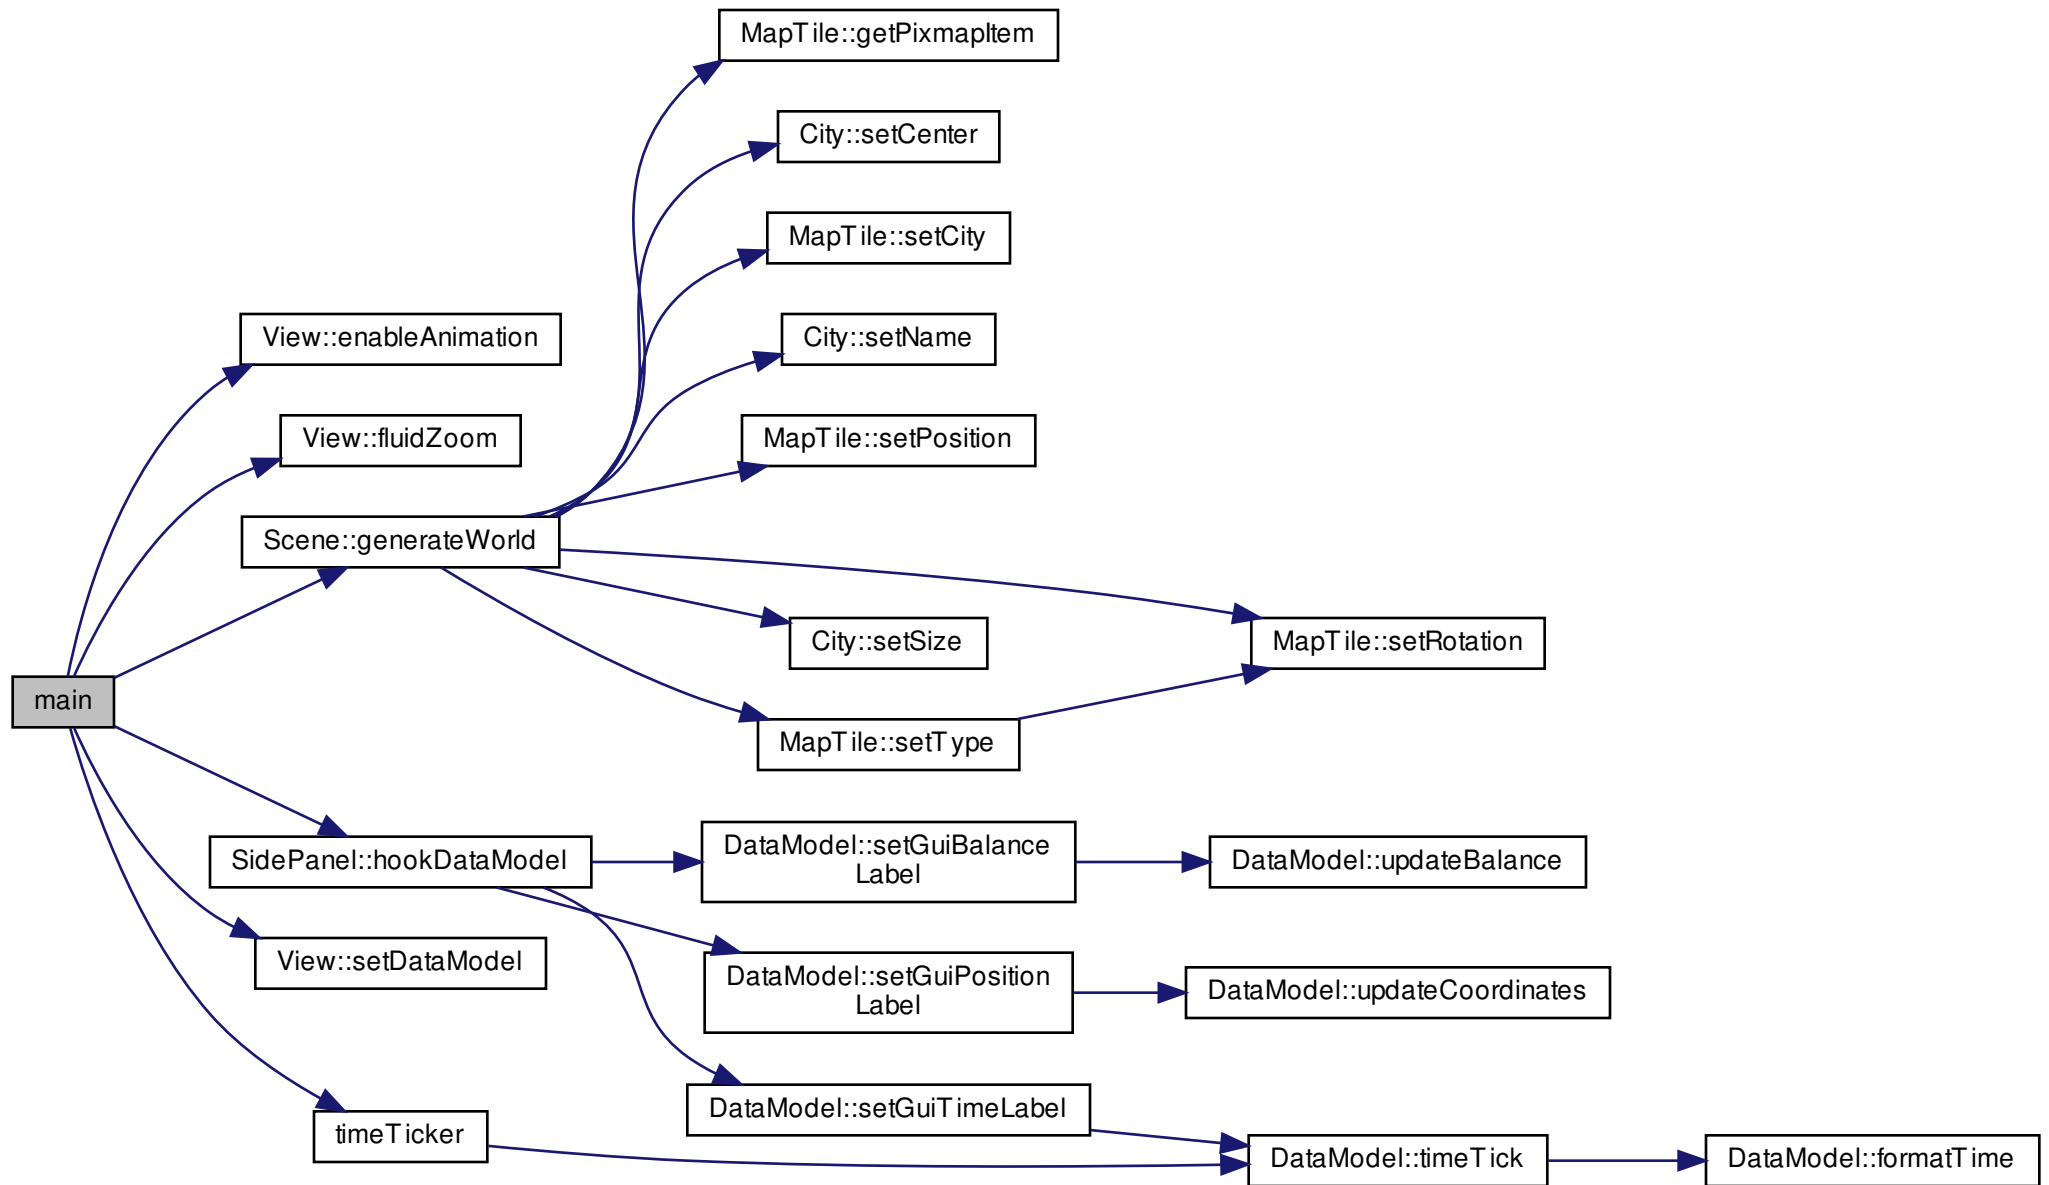 MapTile::getPixmapItem
City::setCenter
MapTile::setCity
View::enableAnimation
City::setName
View::fluidZoom
MapTile::setPosition
Scene::generateWorld
City::setSize
MapTile::setRotation
main
MapTile::setType
SidePanel::hookDataModel
DataModel::setGuiBalance
Label
DataModel::updateBalance
View::setDataModel
DataModel::setGuiPosition
Label
DataModel::updateCoordinates
DataModel::setGuiTimeLabel
timeTicker
DataModel::timeTick
DataModel::formatTime